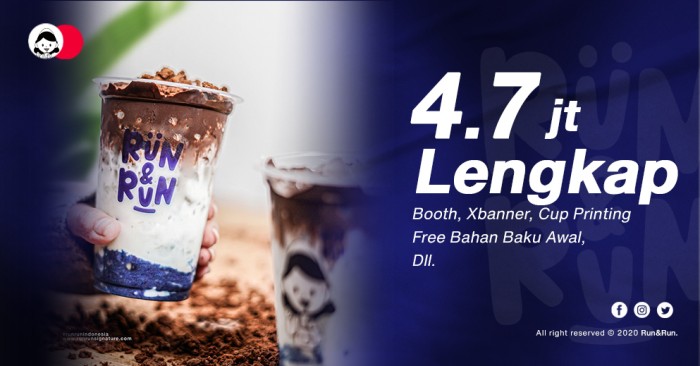 RÜN
&
RUN
4.7 jt
Lengkap
Booth, Xbanner, Cup Printing
Free Bahan Baku Awal,
Dll.
All right reserved © 2020 Run&Run.